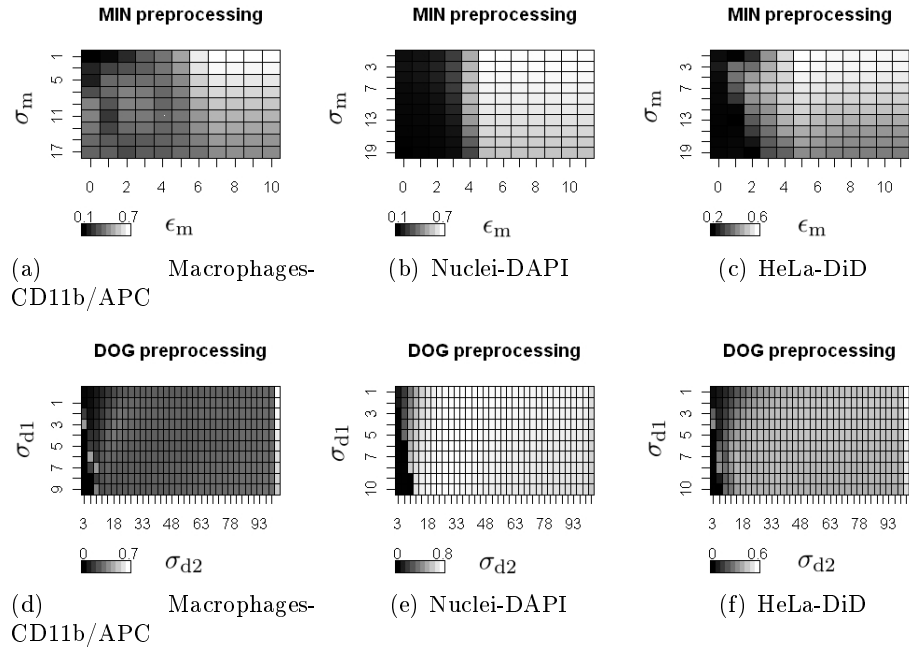 MIN preprocessing MIN preprocessing MIN preprocessing
σm 1 5 11 17
σm 3 7 13 19
σm 3 7 13 19
0 2 4 6 8 10
0 2 4 6 8 10
0 2 4 6 8 10
0.1 0.7 ϵm 0.1 0.7 ϵm 0.2 0.6 ϵm
(a) Macrophages-
CD11b/APC
(b) Nuclei-DAPI
(c) HeLa-DiD
DOG preprocessing DOG preprocessing DOG preprocessing
σd1 1 3 5 7 9
σd1 1 4 7 10
σd1 1 3 5 7 10
3 18 33 48 63 78 93
3 18 33 48 63 78 93
3 18 33 48 63 78 93
0 0.7 σd2 0 0.8 σd2 0 0.6 σd2
(d) Macrophages-
CD11b/APC
(e) Nuclei-DAPI
(f) HeLa-DiD